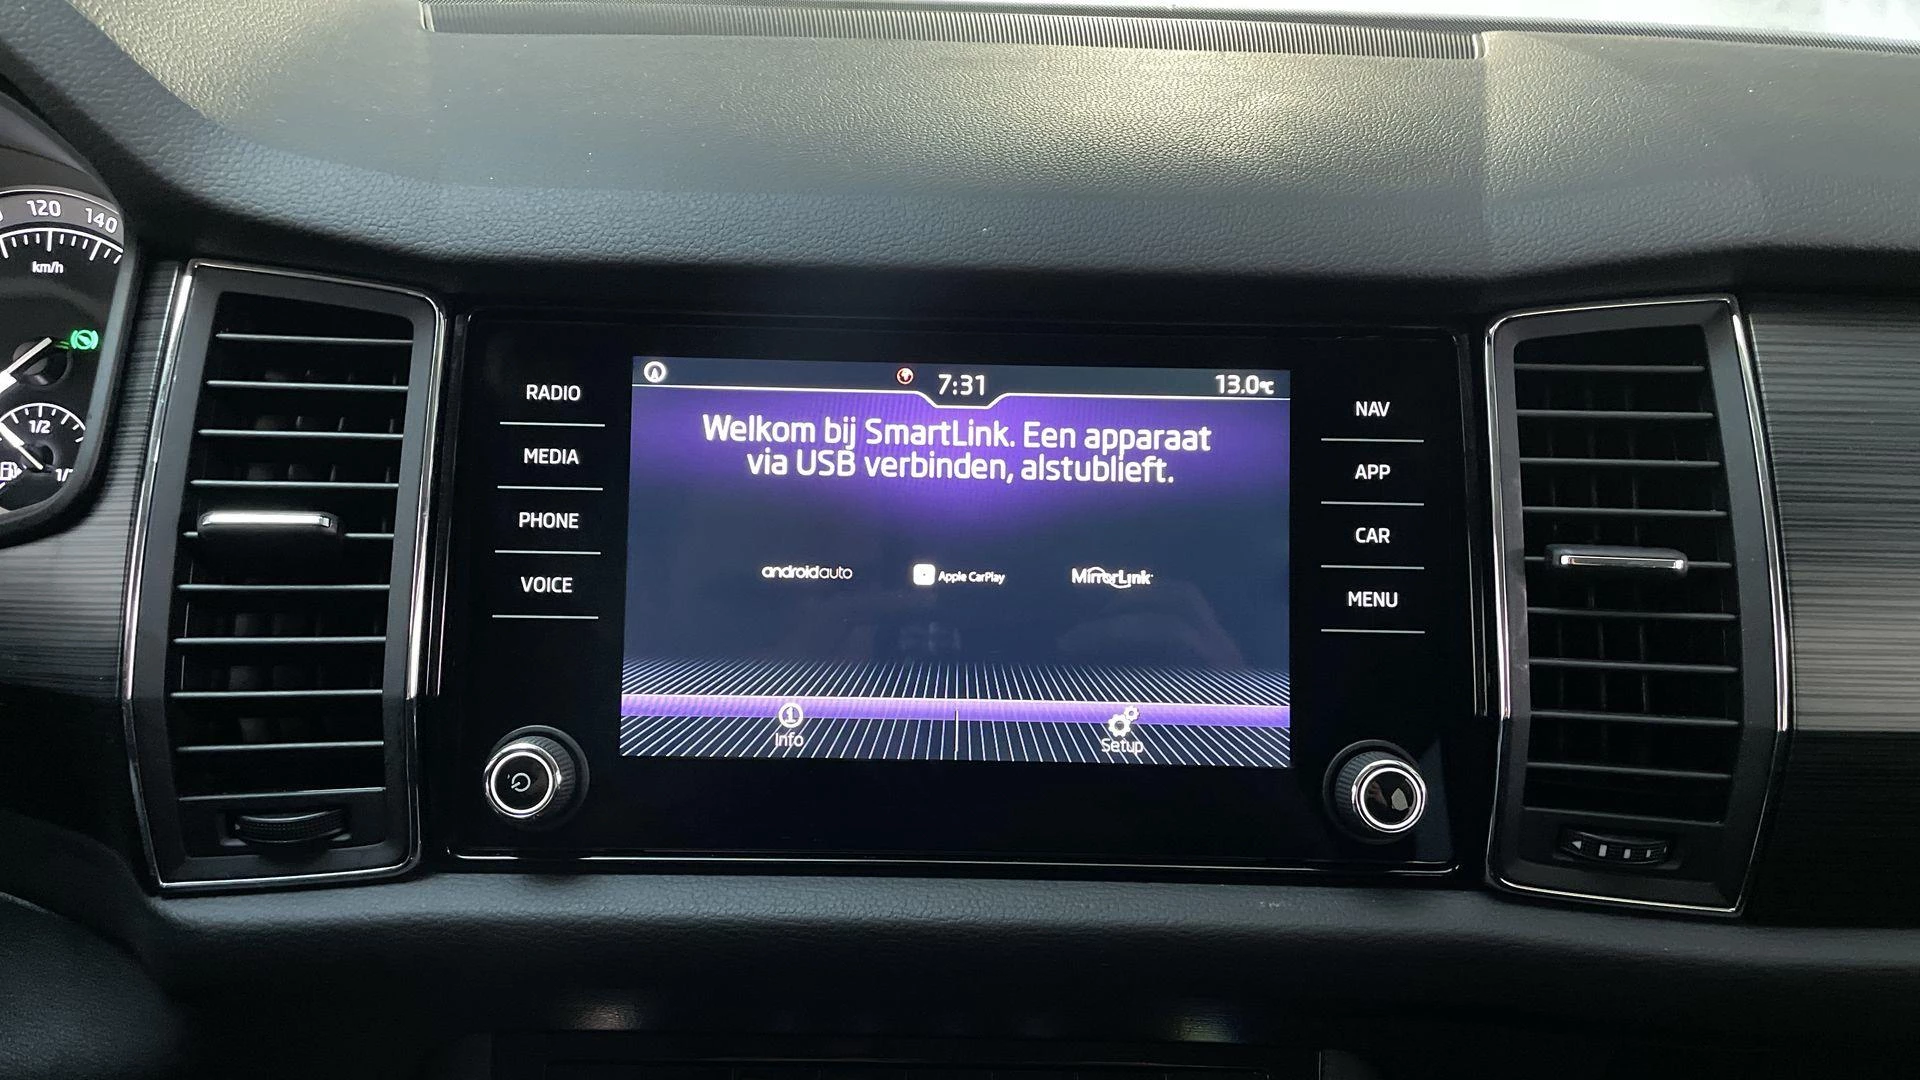 120 140
km/h
1/2
RADIO
MEDIA
PHONE
VOICE
7:31
13.0°C
Welkom bij SmartLink. Een apparaat
via USB verbinden, alstublieft.
androidauto
Apple CarPlay
MirrorLink
Info
Setup
NAV
APP
CAR
MENU